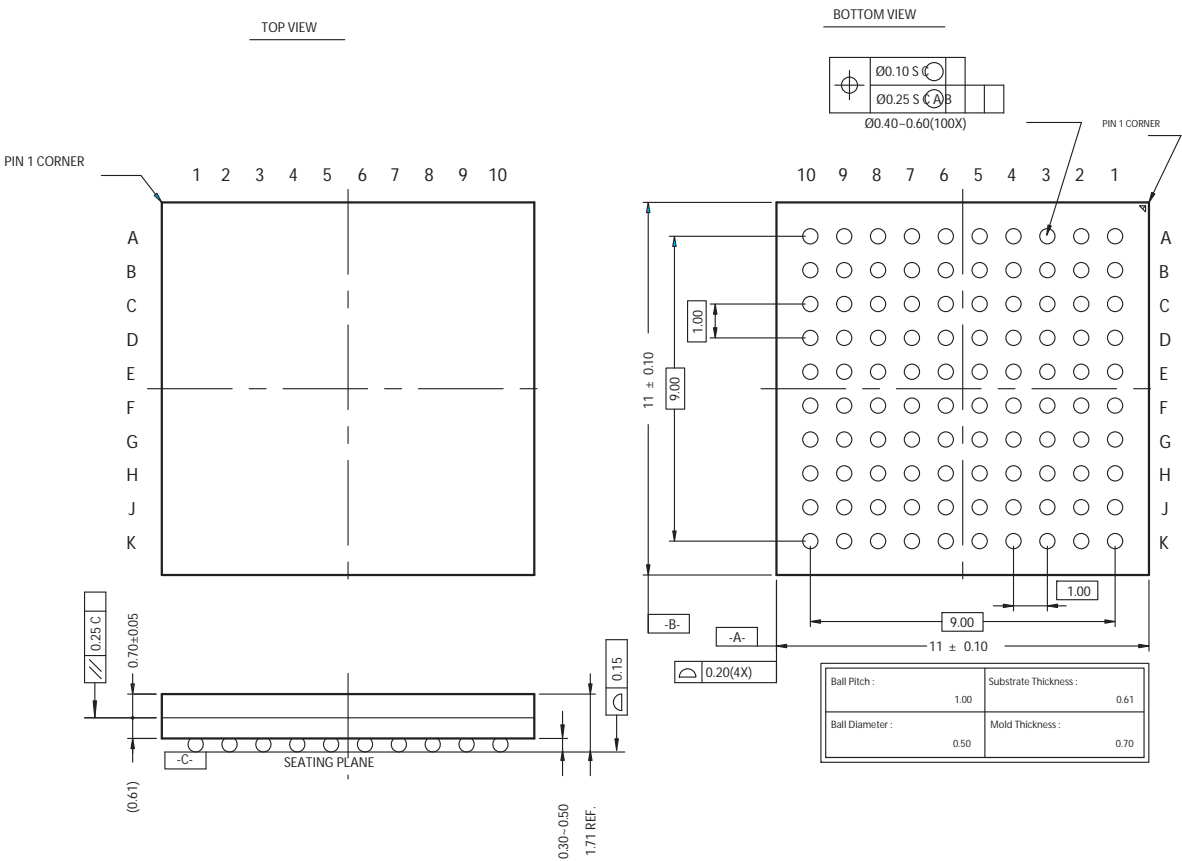 TOP VIEW
BOTTOM VIEW
Ø0.10 S C
Ø0.25 S C A B
Ø0.40~0.60(100X)
PIN 1 CORNER
PIN 1 CORNER
1 2 3 4 5 6 7 8 9 10
10 9 8 7 6 5 4 3 2 1
A
B
C
D
E
F
G
H
J
K
A
B
C
D
E
F
G
H
J
K
1.00
9.00
11 ± 0.10
1.00
9.00
11 ± 0.10
-B-
-A-
0.20(4X)
0.25 C
0.70±0.05
(0.61)
0.15
-C-
SEATING PLANE
0.30~0.50
1.71 REF.
Ball Pitch : 1.00
Substrate Thickness : 0.61
Ball Diameter : 0.50
Mold Thickness : 0.70